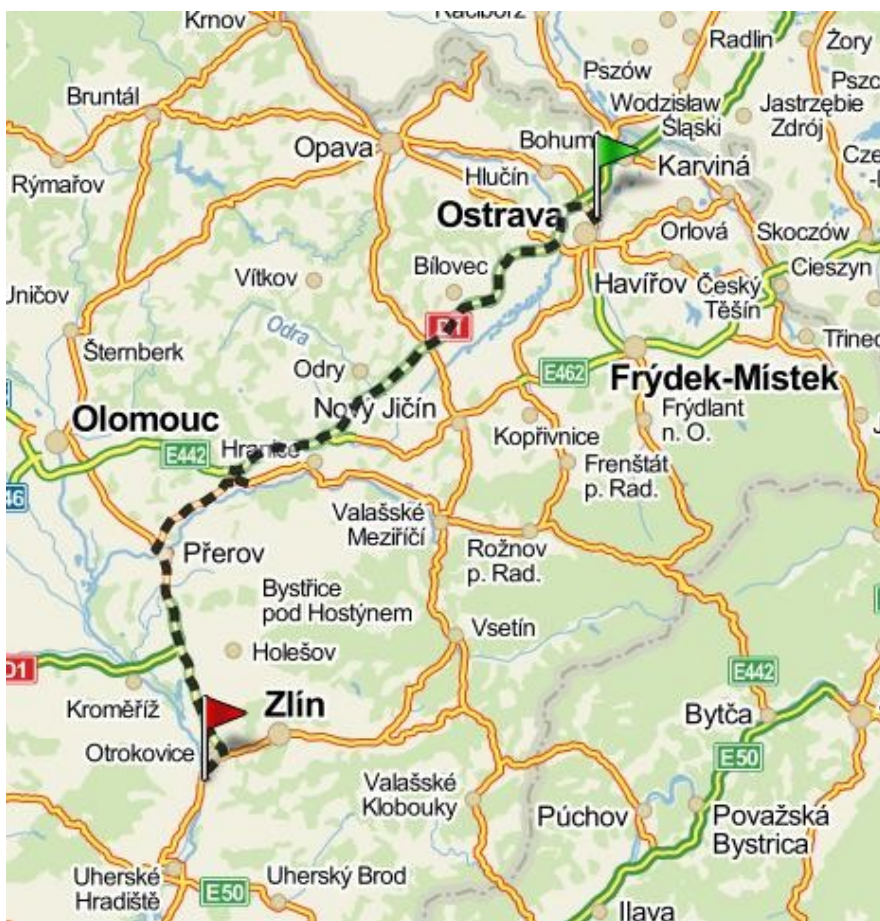 Krnov
Racibórz
Radlin
Żory
Pszów
Bruntál
Wodzisław
Śląski
Jastrzębie
Zdrój
Opava
Bohum
Rýmařov
Hlučín
Karviná
Ostrava
Orlová
Skoczów
Bílovec
Vítkov
Havířov
Český
Těšín
Cieszyn
Odra
D1
Šternberk
Odry
E462
Frýdek-Místek
Olomouc
Nový Jičín
Frýdlant
n. O.
E442
Hranice
Kopřivnice
Frenštát
p. Rad.
46
Valašské
Meziříčí
Přerov
Rožnov
p. Rad.
Bystřice
pod Hostýnem
Vsetín
Holešov
E442
Kroměříž
Zlín
Bytča
Otrokovice
E50
Valašské
Klobouky
Púchov
Považská
Bystrica
Uherské
Hradiště
E50
Uherský Brod
Ilava